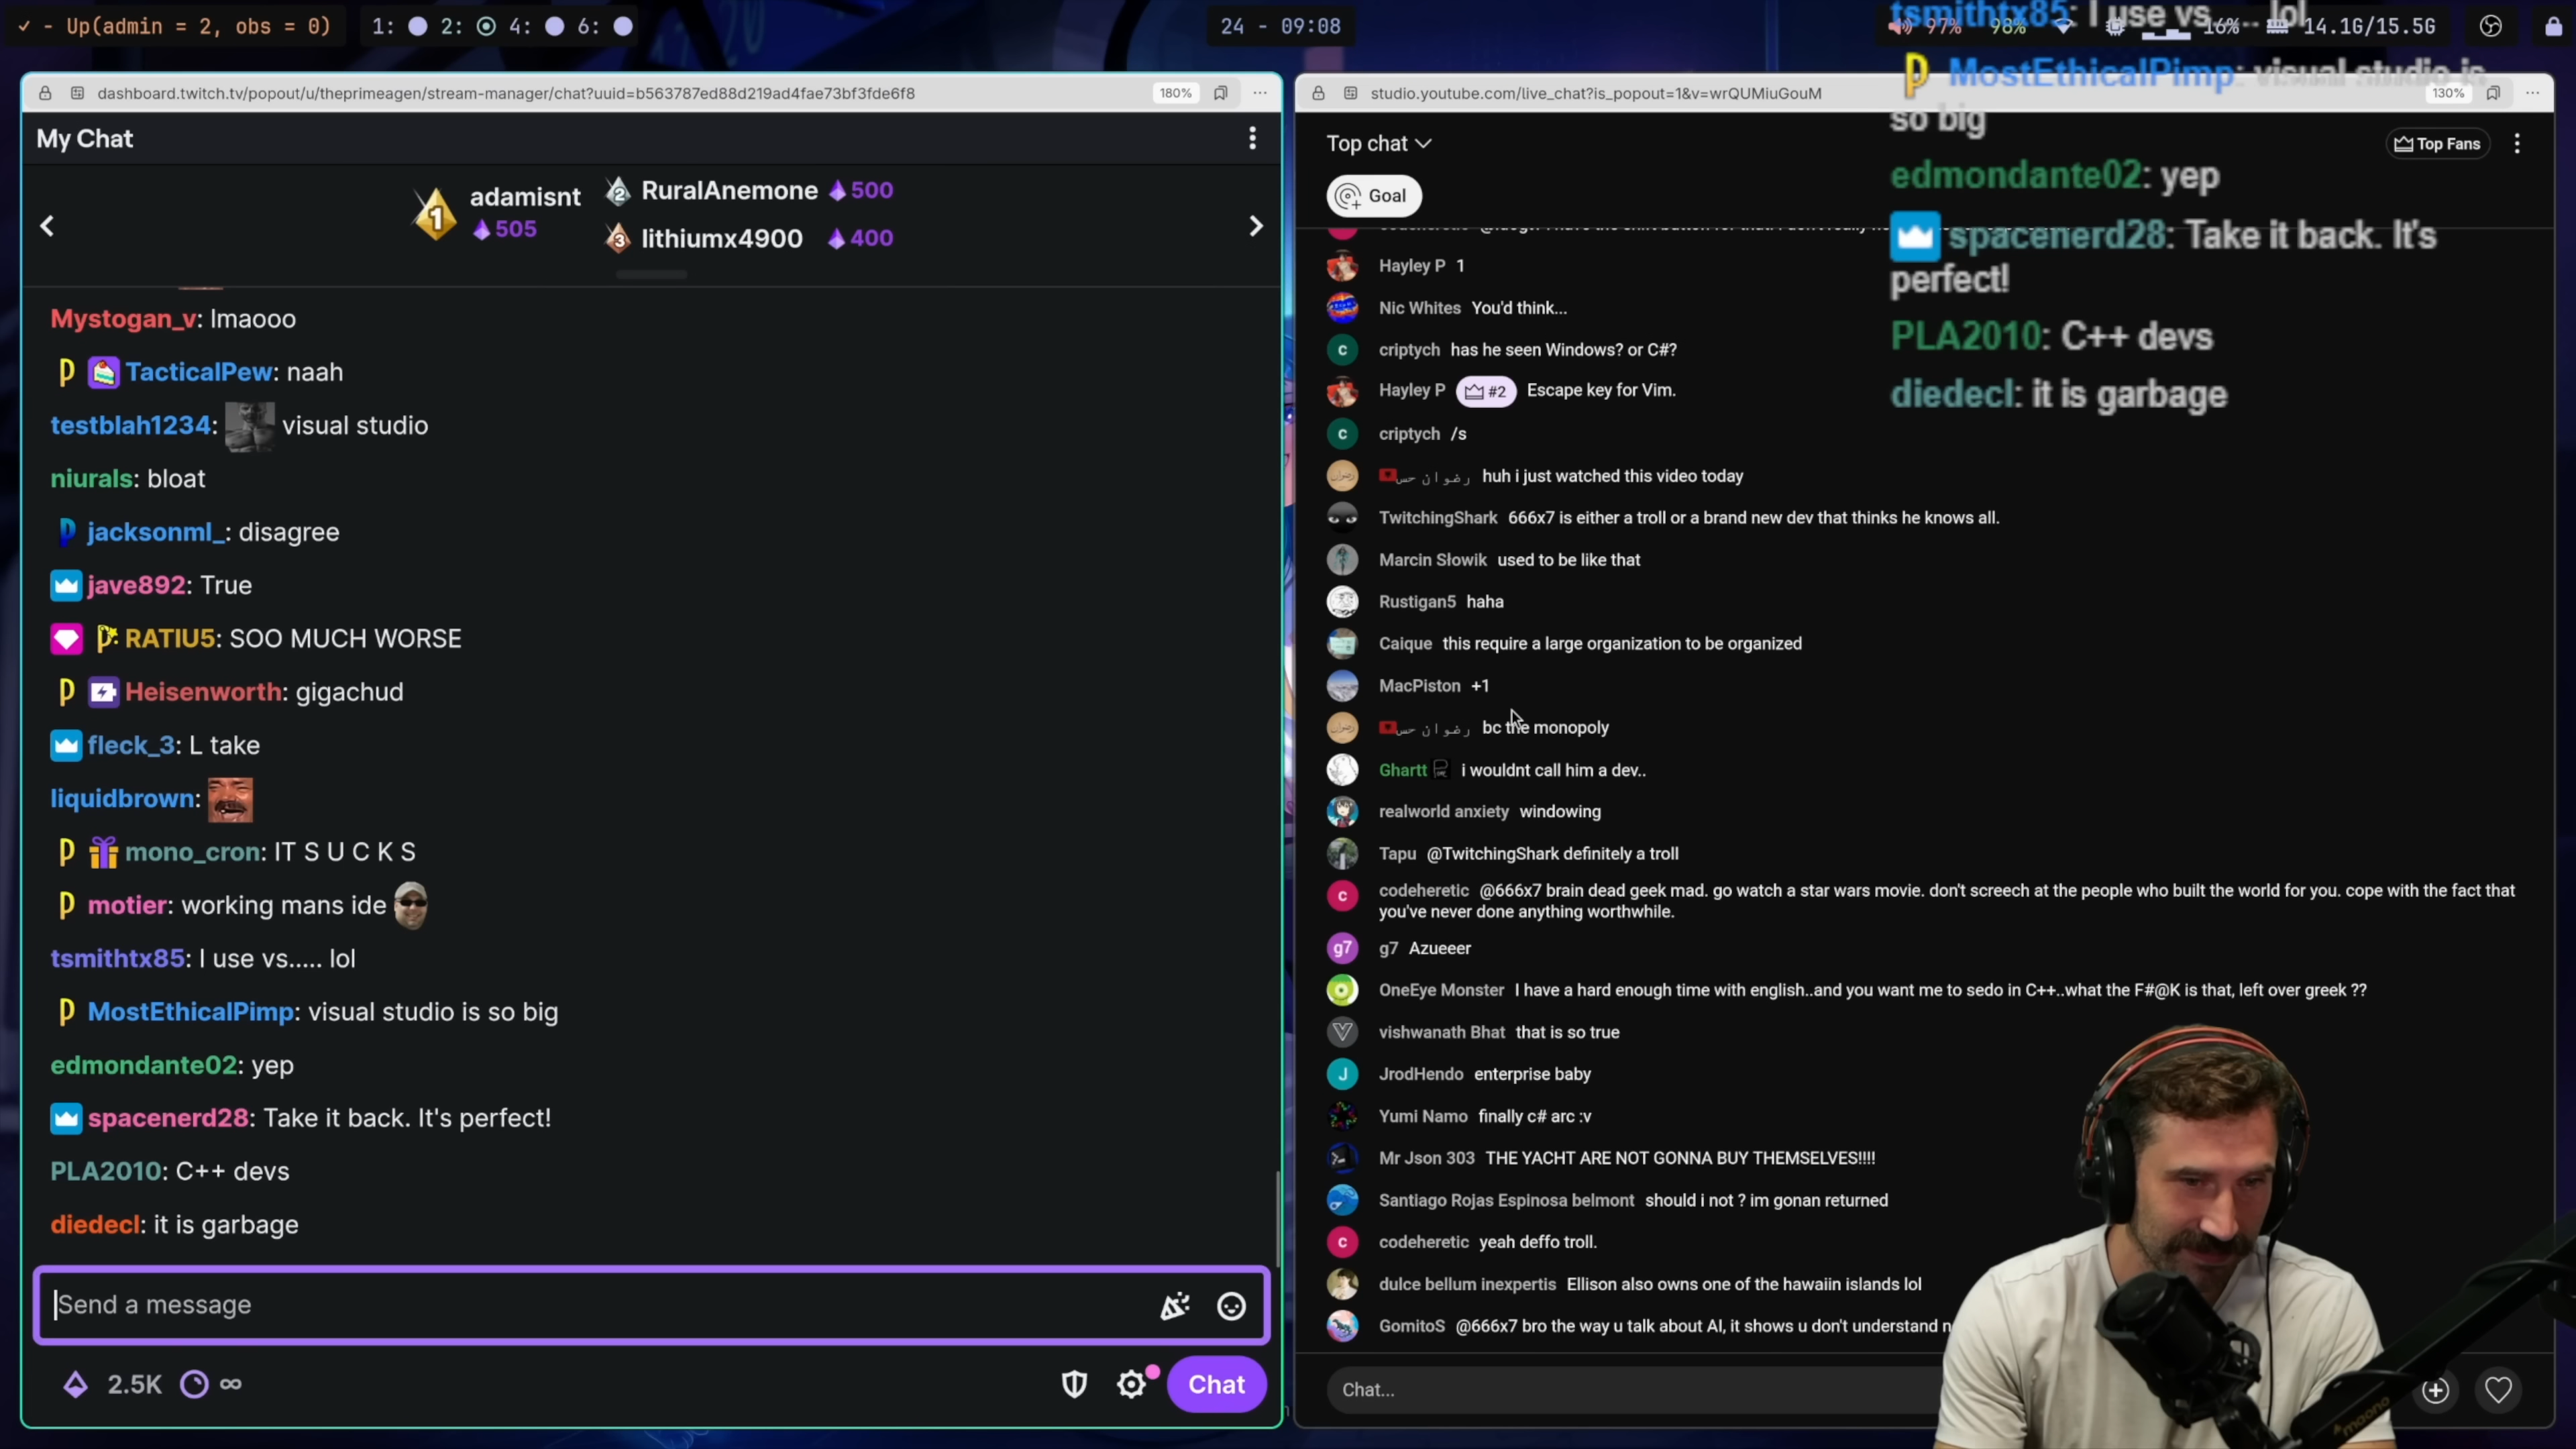 ✓ - Up(admin = 2, obs = 0)
1: 2: 4: 6:
24 - 09:08
97% 98% 16% 14.1G/15.5G
dashboard.twitch.tv/popout/u/theprimeagen/stream-manager/chat?uuid=b563787ed88d219ad4fae73bf3fde6f8
180%
My Chat
1 adamisnt 505
2 RuralAnemone 500
3 lithiumx4900 400
Mystogan_v: lmaooo
TacticalPew: naah
testblah1234: visual studio
niurals: bloat
jacksonml_: disagree
jave892: True
RATIU5: SOO MUCH WORSE
Heisenworth: gigachud
fleck_3: L take
liquidbrown:
mono_cron: IT S U C K S
motier: working mans ide
tsmithtx85: I use vs..... lol
MostEthicalPimp: visual studio is so big
edmondante02: yep
spacenerd28: Take it back. It's perfect!
PLA2010: C++ devs
diedecl: it is garbage
Send a message
2.5K ∞
Chat
studio.youtube.com/live_chat?is_popout=1&v=wrQUMiuGouM
130%
Top chat
Top Fans
Goal
Hayley P 1
Nic Whites You'd think...
criptych has he seen Windows? or C#?
Hayley P #2 Escape key for Vim.
criptych /s
رضوان حس huh i just watched this video today
TwitchingShark 666x7 is either a troll or a brand new dev that thinks he knows all.
Marcin Słowik used to be like that
Rustigan5 haha
Caique this require a large organization to be organized
MacPiston +1
رضوان حس bc the monopoly
Ghartt i wouldnt call him a dev..
realworld anxiety windowing
Tapu @TwitchingShark definitely a troll
codeheretic @666x7 brain dead geek mad. go watch a star wars movie. don't screech at the people who built the world for you. cope with the fact that
you've never done anything worthwhile.
g7 Azueeer
OneEye Monster I have a hard enough time with english..and you want me to sedo in C++..what the F#@K is that, left over greek ??
vishwanath Bhat that is so true
JrodHendo enterprise baby
Yumi Namo finally c# arc :v
Mr Json 303 THE YACHT ARE NOT GONNA BUY THEMSELVES!!!!
Santiago Rojas Espinosa belmont should i not ? im gonan returned
codeheretic yeah deffo troll.
dulce bellum inexpertis Ellison also owns one of the hawaiin islands lol
GomitoS @666x7 bro the way u talk about AI, it shows u don't understand
Chat...
tsmithtx85: I use vs..... lol
MostEthicalPimp: visual studio is
so big
edmondante02: yep
spacenerd28: Take it back. It's
perfect!
PLA2010: C++ devs
diedecl: it is garbage
maono